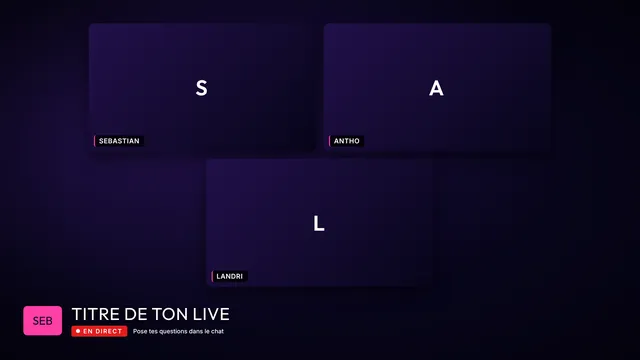 S
A
SEBASTIAN
ANTHO
L
LANDRI
SEB
TITRE DE TON LIVE
EN DIRECT
Pose tes questions dans le chat